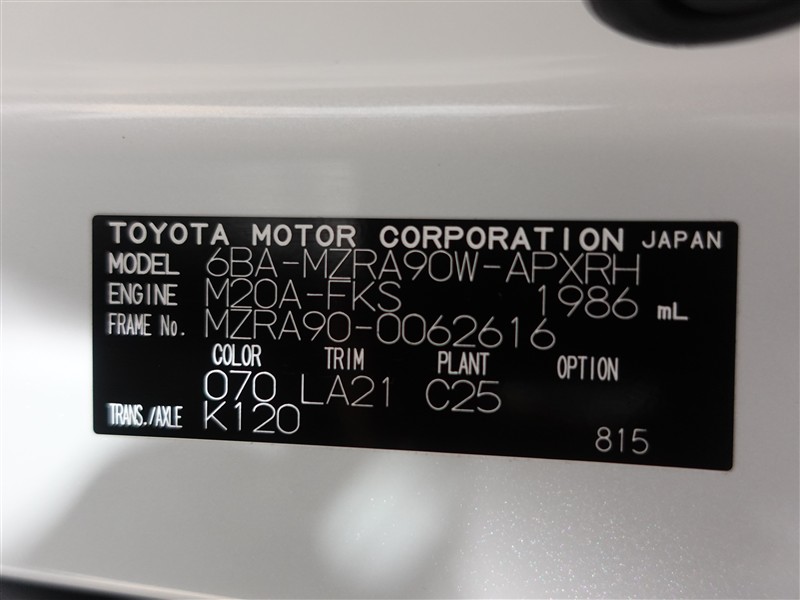 TOYOTA MOTOR CORPORATION JAPAN
MODEL 6BA-MZRA90W-APXRH
ENGINE M20A-FKS 1986 mL
FRAME No. MZRA90-0062616
COLOR TRIM PLANT OPTION
070 LA21 C25
TRANS./AXLE K120
815